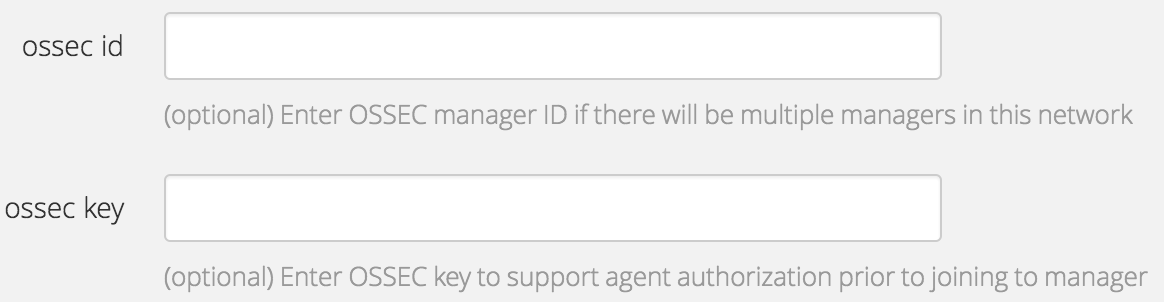 ossec id
(optional) Enter OSSEC manager ID if there will be multiple managers in this network
ossec key
(optional) Enter OSSEC key to support agent authorization prior to joining to manager